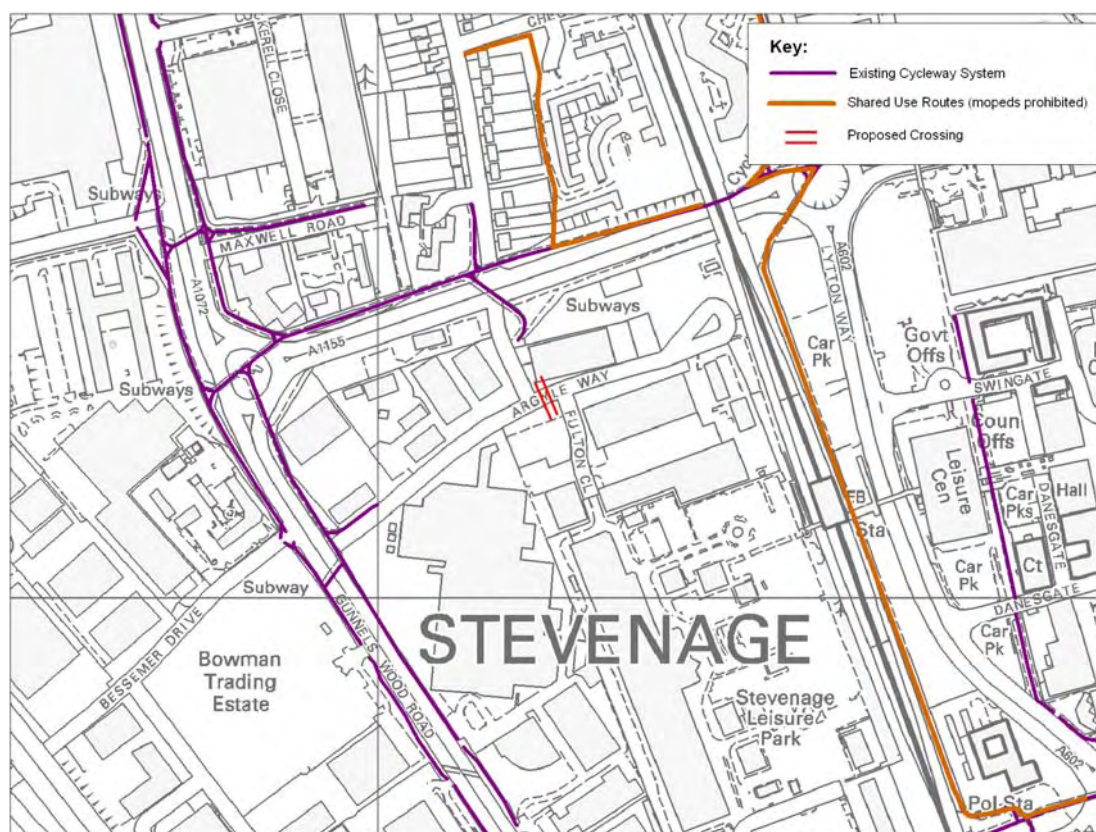 Key:
Existing Cycleway System
Shared Use Routes (mopeds prohibited)
Proposed Crossing
KERELL CLOSE
CHE
Subways
MAXWELL ROAD
A1072
Cy
A602
LYTTON WAY
Subways
A1155
Car
Pk
Govt
Offs
SWINGATE
Subways
ARGYLE WAY
FULTON CL
Coun
Offs
Leisure
Cen
Car
Pks
DANESGATE
Hall
FB
Sta
Car
Pk
Ct
DANESGATE
Subway
BESSEMER DRIVE
GUNNELS WOOD ROAD
STEVENAGE
Car
Pk
Bowman
Trading
Estate
Stevenage
Leisure
Park
A602
Pol Sta